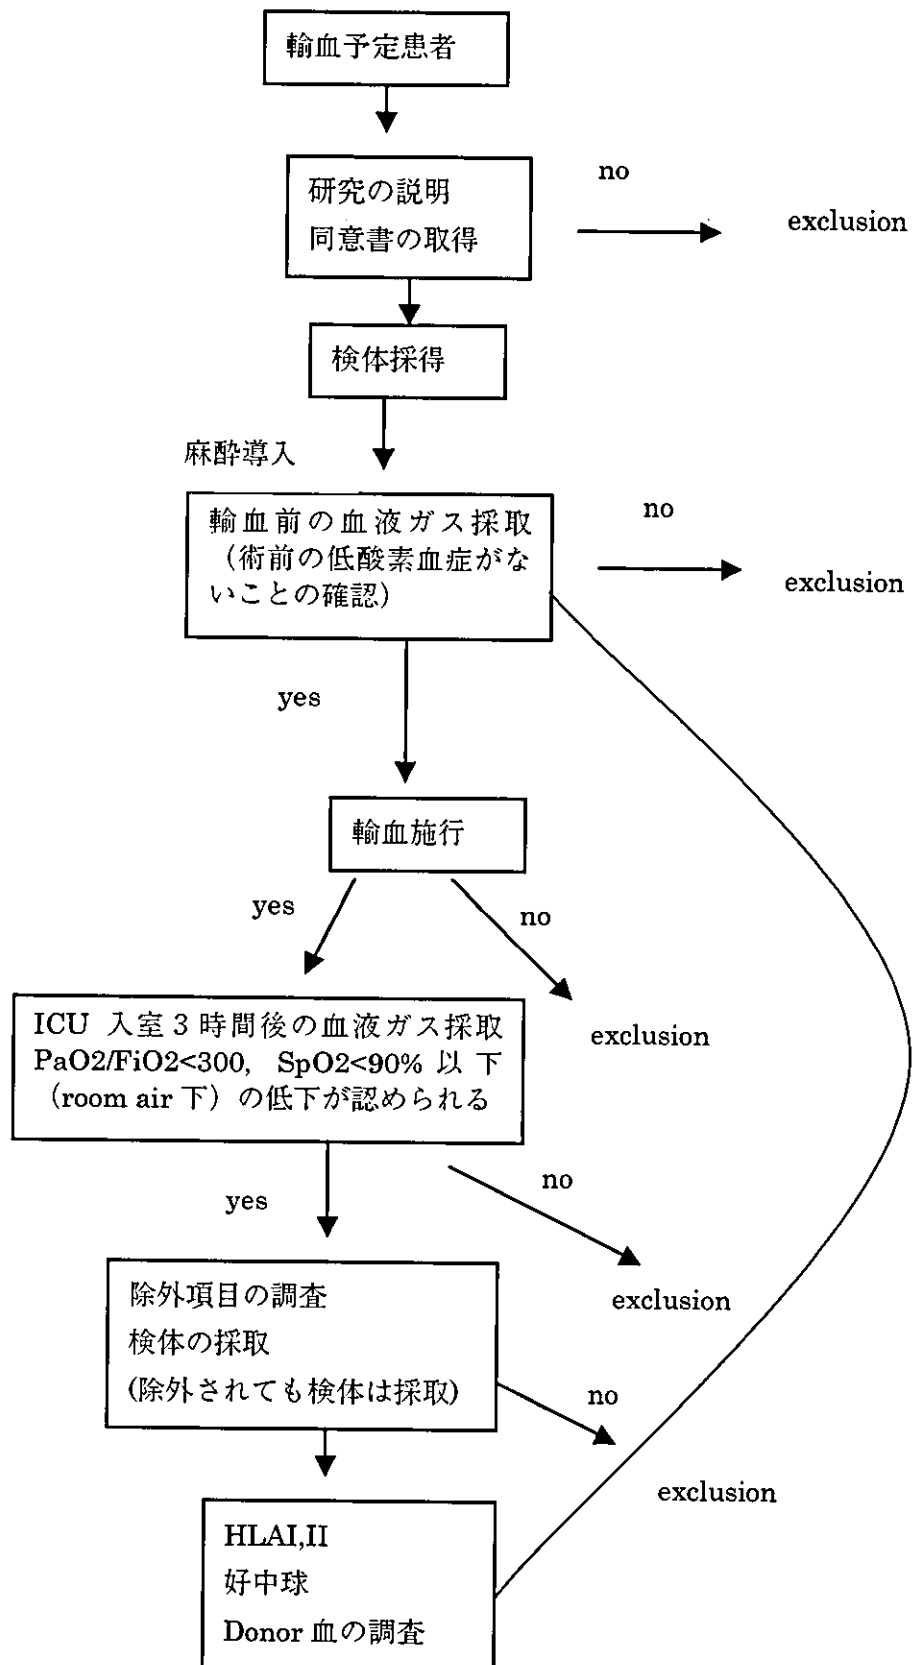 輸血予定患者
研究の説明
同意書の取得
no
exclusion
検体採得
麻酔導入
輸血前の血液ガス採取
（術前の低酸素血症がな
いことの確認）
no
exclusion
yes
輸血施行
yes
no
exclusion
ICU 入室３時間後の血液ガス採取
PaO2/FiO2<300, SpO2<90% 以下
（room air 下）の低下が認められる
yes
no
exclusion
除外項目の調査
検体の採取
(除外されても検体は採取)
no
exclusion
HLAI,II
好中球
Donor 血の調査